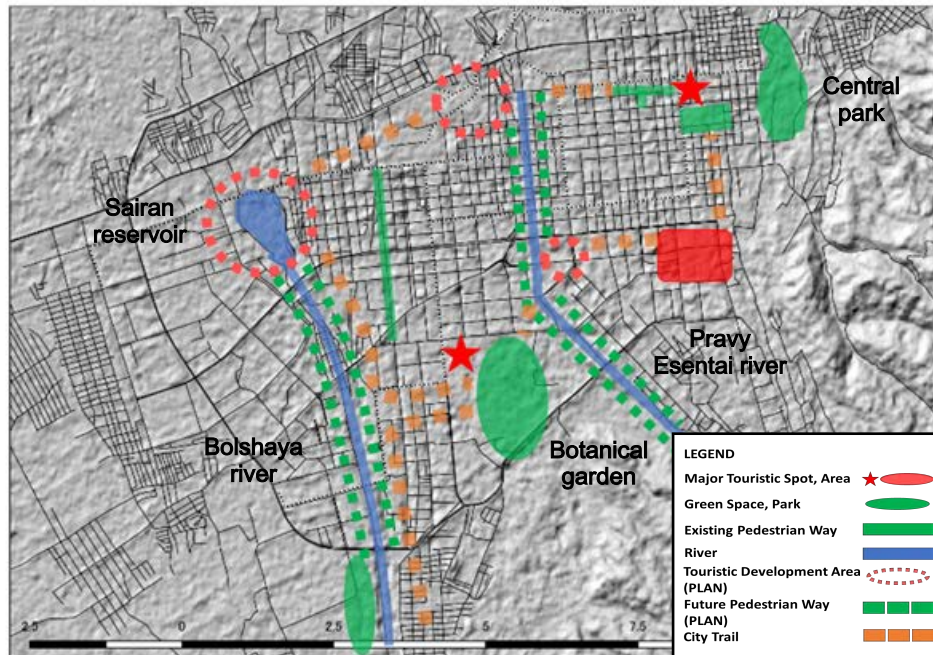 Central
park
Sairan
reservoir
Pravy
Esentai river
Bolshaya
river
Botanical
garden
LEGEND
Major Touristic Spot, Area
Green Space, Park
Existing Pedestrian Way
River
Touristic Development Area
(PLAN)
Future Pedestrian Way
(PLAN)
City Trail
2.5 0 2.5 5 7.5